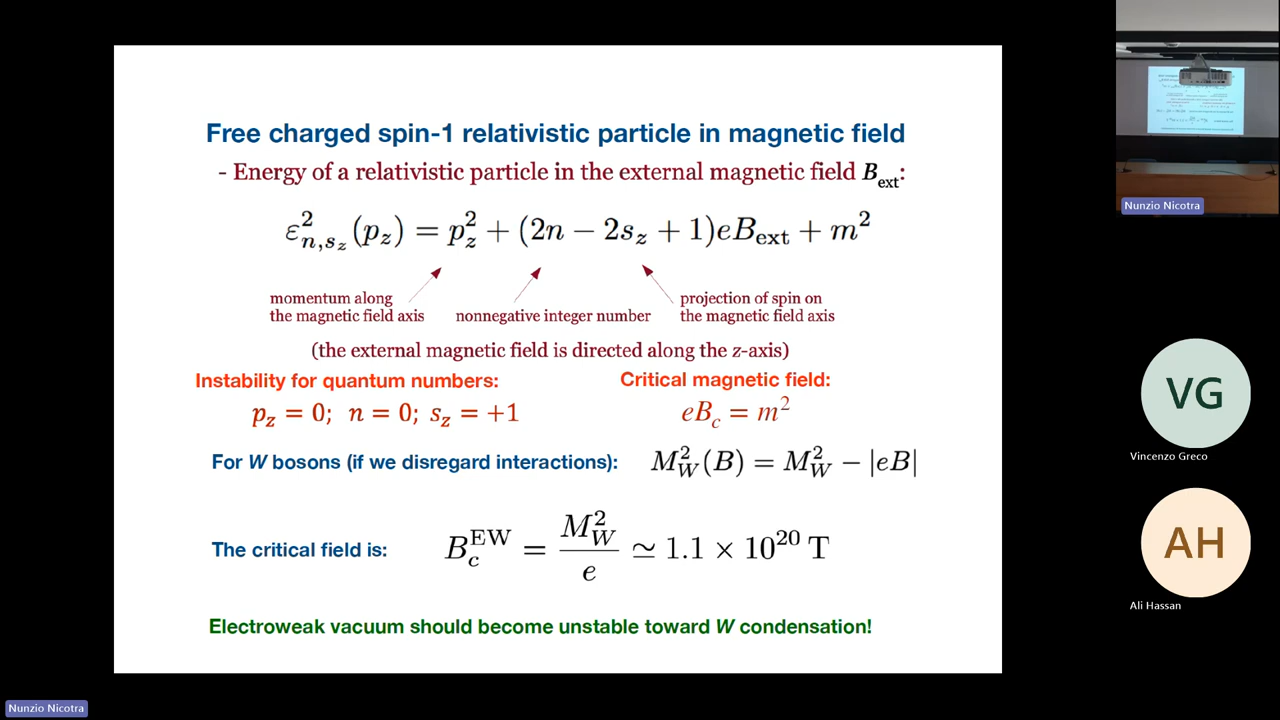 Free charged spin-1 relativistic particle in magnetic field
- Energy of a relativistic particle in the external magnetic field B_ext:
ε²_{n,s_z}(p_z) = p_z² + (2n − 2s_z + 1)eB_ext + m²
momentum along
the magnetic field axis
nonnegative integer number
projection of spin on
the magnetic field axis
(the external magnetic field is directed along the z-axis)
Instability for quantum numbers:
p_z = 0; n = 0; s_z = +1
Critical magnetic field:
eB_c = m²
For W bosons (if we disregard interactions): M_W²(B) = M_W² − |eB|
The critical field is: B_c^EW = M_W²/e ≃ 1.1 × 10²⁰ T
Electroweak vacuum should become unstable toward W condensation!
Nunzio Nicotra
VG
Vincenzo Greco
AH
Ali Hassan
Nunzio Nicotra